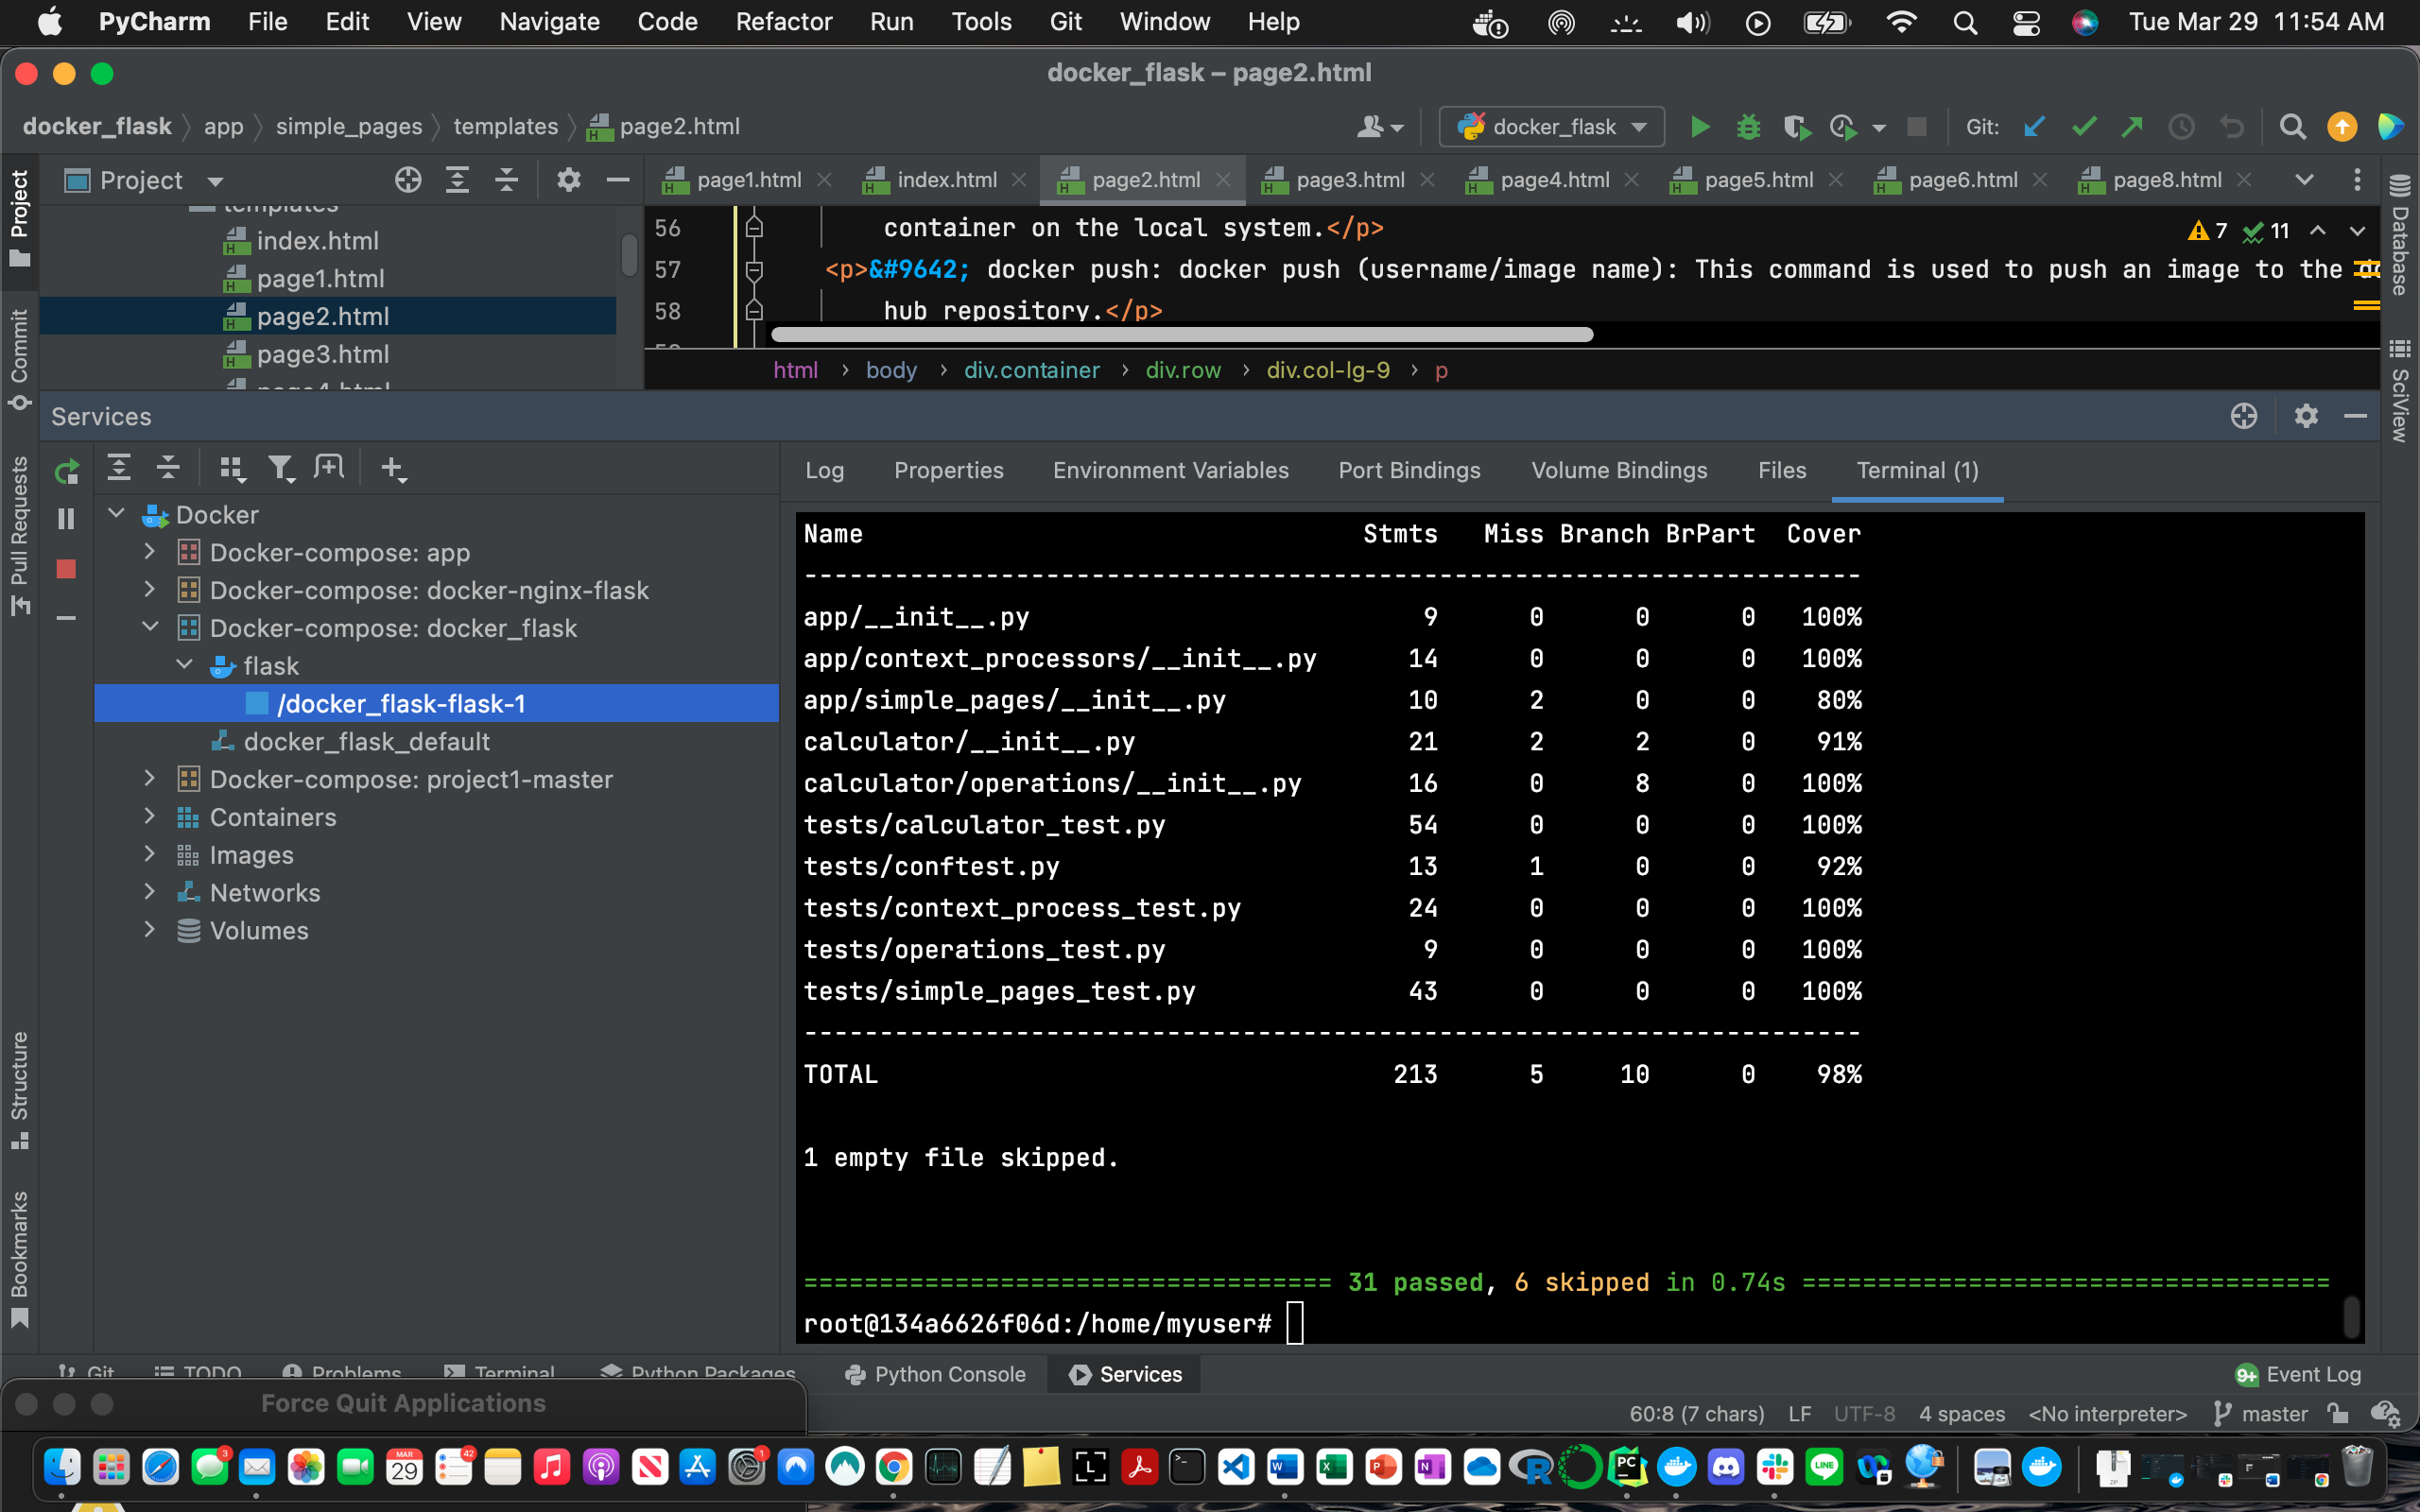 PyCharm File Edit View Navigate Code Refactor Run Tools Git Window Help Tue Mar 29 11:54 AM
docker_flask – page2.html
docker_flask app simple_pages templates page2.html docker_flask Git:
Project page1.html index.html page2.html page3.html page4.html page5.html page6.html page8.html
templates
index.html
page1.html
page2.html
page3.html
page4.html
56 container on the local system.</p>
57 <p>&#9642; docker push: docker push (username/image name): This command is used to push an image to the
58 hub repository.</p>
7 11
html › body › div.container › div.row › div.col-lg-9 › p
Project
Commit
Pull Requests
Structure
Bookmarks
Database
SciView
Services
Log Properties Environment Variables Port Bindings Volume Bindings Files Terminal (1)
Docker
Docker-compose: app
Docker-compose: docker-nginx-flask
Docker-compose: docker_flask
flask
/docker_flask-flask-1
docker_flask_default
Docker-compose: project1-master
Containers
Images
Networks
Volumes
Name Stmts Miss Branch BrPart Cover
----------------------------------------------------------------------
app/__init__.py 9 0 0 0 100%
app/context_processors/__init__.py 14 0 0 0 100%
app/simple_pages/__init__.py 10 2 0 0 80%
calculator/__init__.py 21 2 2 0 91%
calculator/operations/__init__.py 16 0 8 0 100%
tests/calculator_test.py 54 0 0 0 100%
tests/conftest.py 13 1 0 0 92%
tests/context_process_test.py 24 0 0 0 100%
tests/operations_test.py 9 0 0 0 100%
tests/simple_pages_test.py 43 0 0 0 100%
----------------------------------------------------------------------
TOTAL 213 5 10 0 98%
1 empty file skipped.
=================================== 31 passed, 6 skipped in 0.74s ===================================
root@134a6626f06d:/home/myuser#
Git TODO Problems Terminal Python Packages Python Console Services 9+ Event Log
Force Quit Applications
60:8 (7 chars) LF UTF-8 4 spaces <No interpreter> master
3 MAR 29 42 1